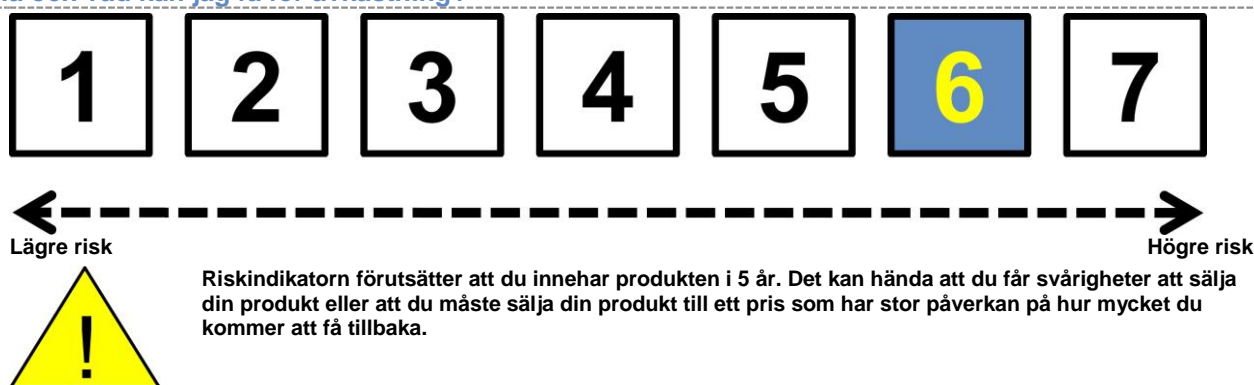 1 2 3 4 5 6 7
Lägre risk
Högre risk
Riskindikatorn förutsätter att du innehar produkten i 5 år. Det kan hända att du får svårigheter att sälja
din produkt eller att du måste sälja din produkt till ett pris som har stor påverkan på hur mycket du
kommer att få tillbaka.
!